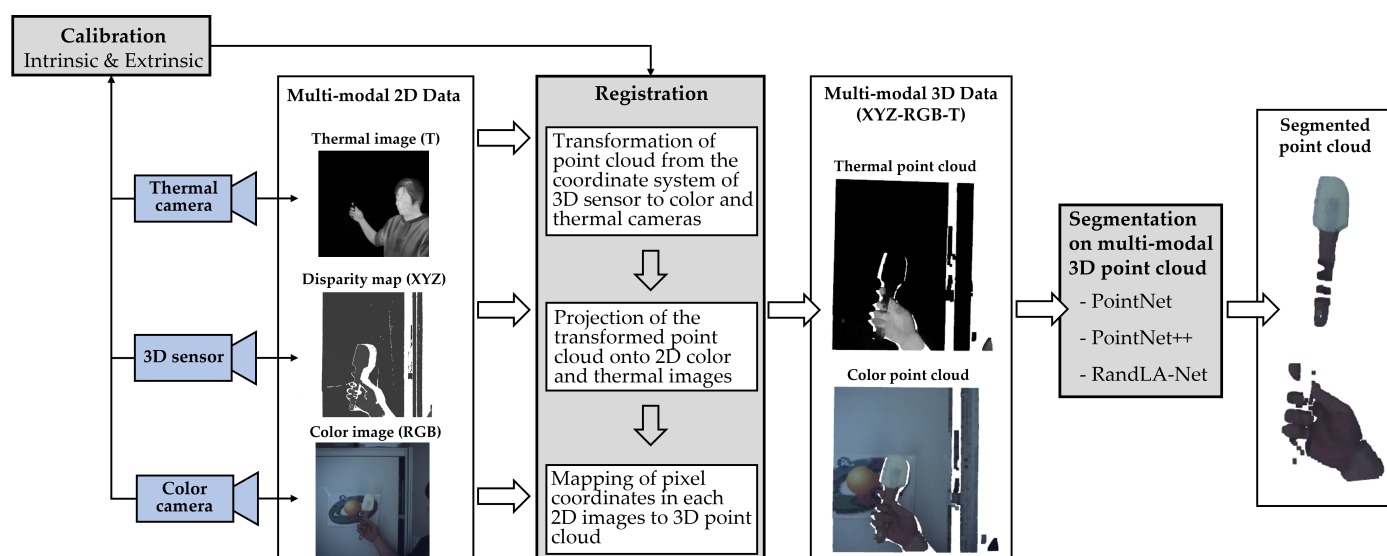 Calibration
Intrinsic & Extrinsic
Thermal
camera
3D sensor
Color
camera
Multi-modal 2D Data
Thermal image (T)
Disparity map (XYZ)
Color image (RGB)
Registration
Transformation of
point cloud from the
coordinate system of
3D sensor to color and
thermal cameras
Projection of the
transformed point
cloud onto 2D color
and thermal images
Mapping of pixel
coordinates in each
2D images to 3D point
cloud
Multi-modal 3D Data
(XYZ-RGB-T)
Thermal point cloud
Color point cloud
Segmentation
on multi-modal
3D point cloud
- PointNet
- PointNet++
- RandLA-Net
Segmented
point cloud